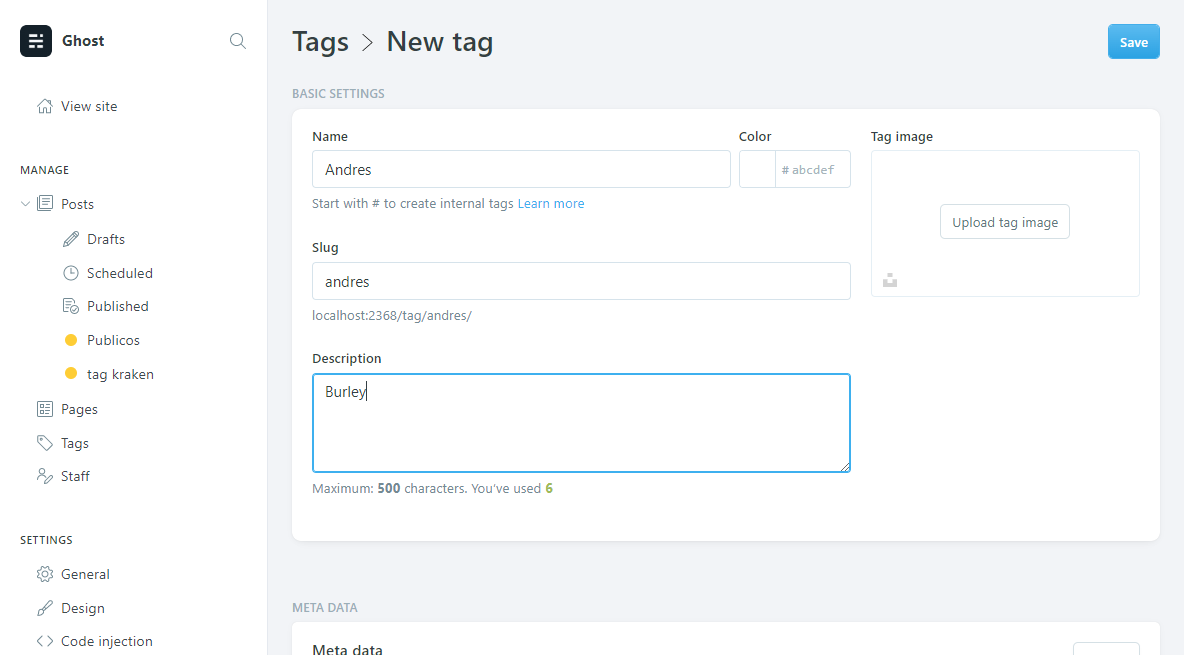 Ghost
View site
MANAGE
Posts
Drafts
Scheduled
Published
Publicos
tag kraken
Pages
Tags
Staff
SETTINGS
General
Design
Code injection
Tags > New tag
Save
BASIC SETTINGS
Name
Andres
Start with # to create internal tags Learn more
Color
# abcdef
Tag image
Upload tag image
Slug
andres
localhost:2368/tag/andres/
Description
Burley
Maximum: 500 characters. You've used 6
META DATA
Meta data